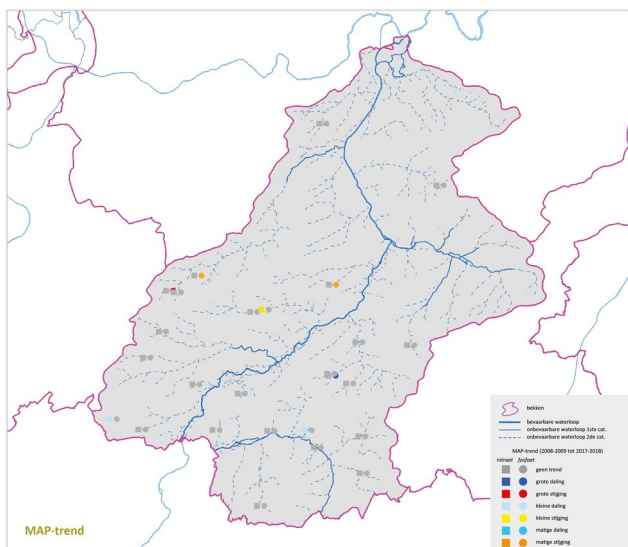 bekken
bevaarbare waterloop
onbevaarbare waterloop 1ste cat.
onbevaarbare waterloop 2de cat.
MAP-trend (2008-2009 tot 2017-2018)
nitraat fosfaat
geen trend
grote daling
grote stijging
kleine daling
kleine stijging
matige daling
matige stijging
MAP-trend